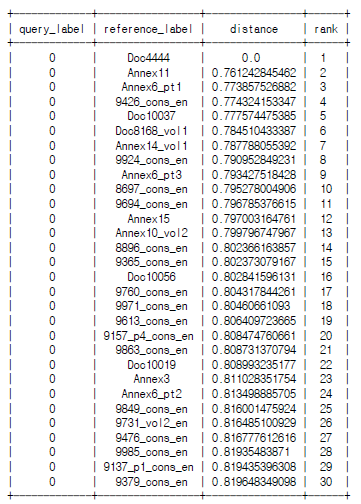 query_label | reference_label | distance | rank
0 | Doc4444 | 0.0 | 1
0 | Annex11 | 0.761242845462 | 2
0 | Annex6_pt1 | 0.773857526882 | 3
0 | 9426_cons_en | 0.774324153347 | 4
0 | Doc10037 | 0.777574475385 | 5
0 | Doc8168_vol1 | 0.784510433387 | 6
0 | Annex14_vol1 | 0.787788055392 | 7
0 | 9924_cons_en | 0.790952849231 | 8
0 | Annex6_pt3 | 0.793427518428 | 9
0 | 8697_cons_en | 0.795278004906 | 10
0 | 9694_cons_en | 0.796785376615 | 11
0 | Annex15 | 0.797003164761 | 12
0 | Annex10_vol2 | 0.799796747967 | 13
0 | 8896_cons_en | 0.802366163857 | 14
0 | 9365_cons_en | 0.802373079167 | 15
0 | Doc10056 | 0.802841596131 | 16
0 | 9760_cons_en | 0.804317844261 | 17
0 | 9971_cons_en | 0.80460661093 | 18
0 | 9613_cons_en | 0.806409723665 | 19
0 | 9157_p4_cons_en | 0.808474760661 | 20
0 | 9863_cons_en | 0.808731370794 | 21
0 | Doc10019 | 0.808993235177 | 22
0 | Annex3 | 0.811028351754 | 23
0 | Annex6_pt2 | 0.813498885705 | 24
0 | 9849_cons_en | 0.816001475924 | 25
0 | 9731_vol2_en | 0.816485100929 | 26
0 | 9476_cons_en | 0.816777612616 | 27
0 | 9985_cons_en | 0.81935483871 | 28
0 | 9137_p1_cons_en | 0.819435396308 | 29
0 | 9379_cons_en | 0.819648349098 | 30